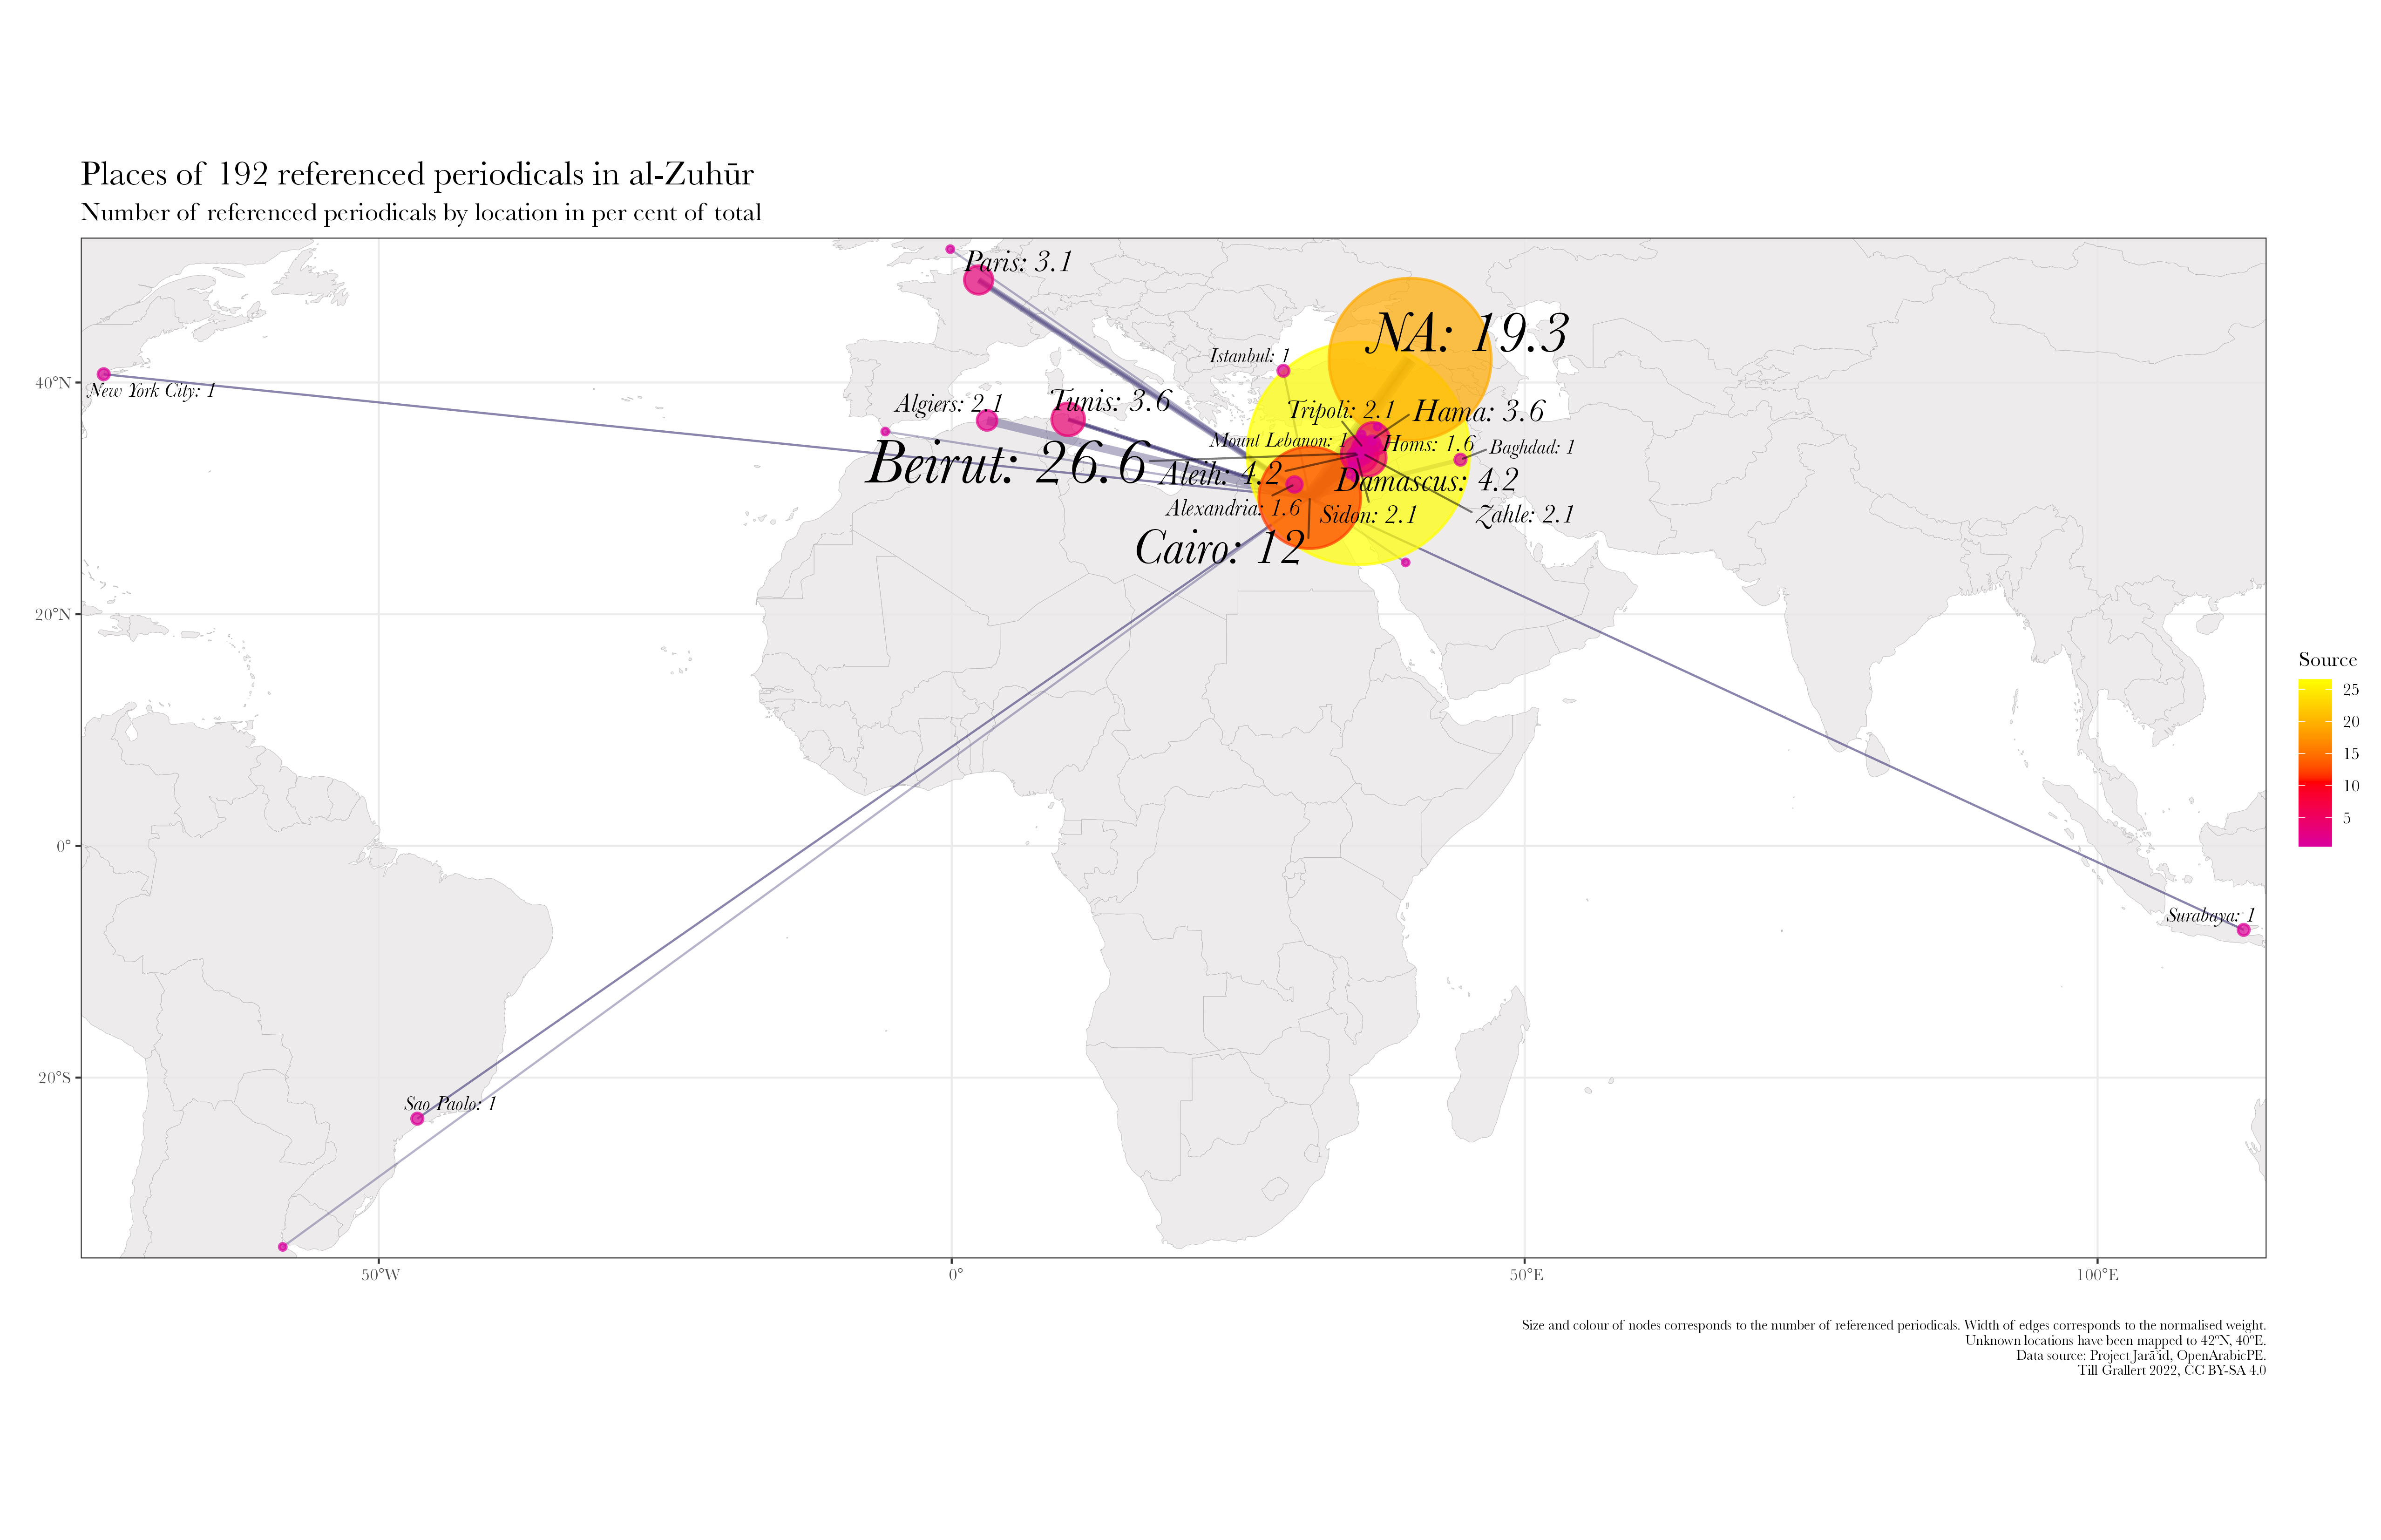 Places of 192 referenced periodicals in al-Zuhūr
Number of referenced periodicals by location in per cent of total
Paris: 3.1
NA: 19.3
Istanbul: 1
New York City: 1
Algiers: 2.1
Tunis: 3.6
Tripoli: 2.1
Hama: 3.6
Mount Lebanon: 1
Homs: 1.6
Baghdad: 1
Beirut: 26.6
Aleih: 4.2
Damascus: 4.2
Alexandria: 1.6
Sidon: 2.1
Zahle: 2.1
Cairo: 12
Surabaya: 1
Sao Paolo: 1
40°N
20°N
0°
20°S
50°W
0°
50°E
100°E
Source
25
20
15
10
5
Size and colour of nodes corresponds to the number of referenced periodicals. Width of edges corresponds to the normalised weight.
Unknown locations have been mapped to 42°N, 40°E.
Data source: Project Jarāʾid, OpenArabicPE.
Till Grallert 2022, CC BY-SA 4.0